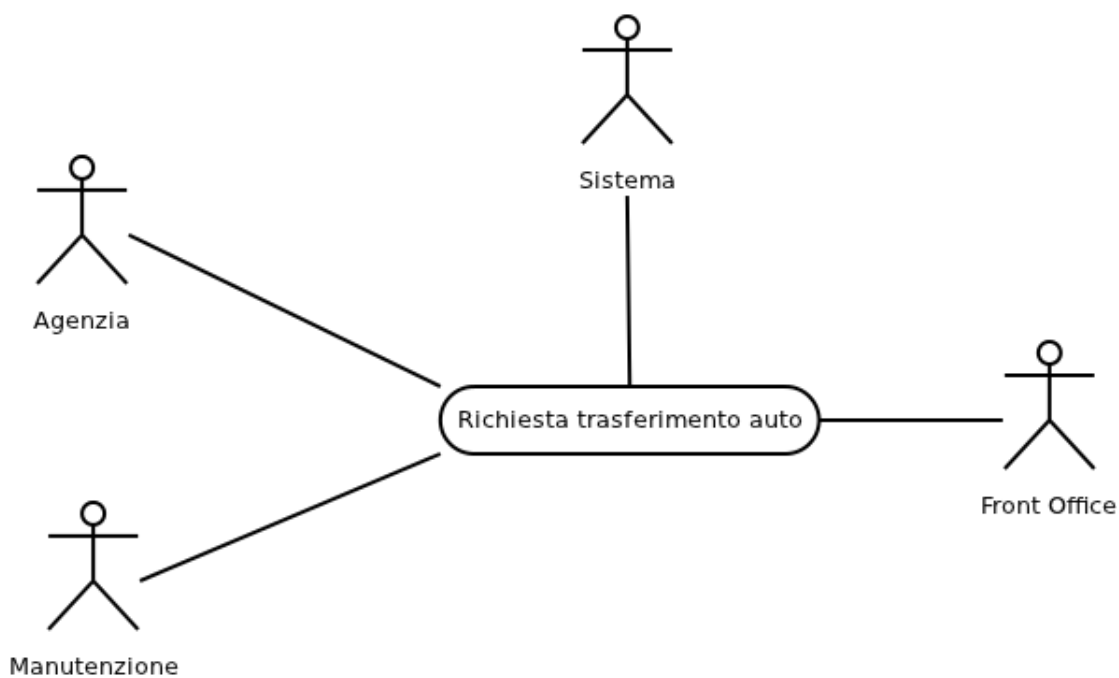 Sistema
Agenzia
Richiesta trasferimento auto
Front Office
Manutenzione